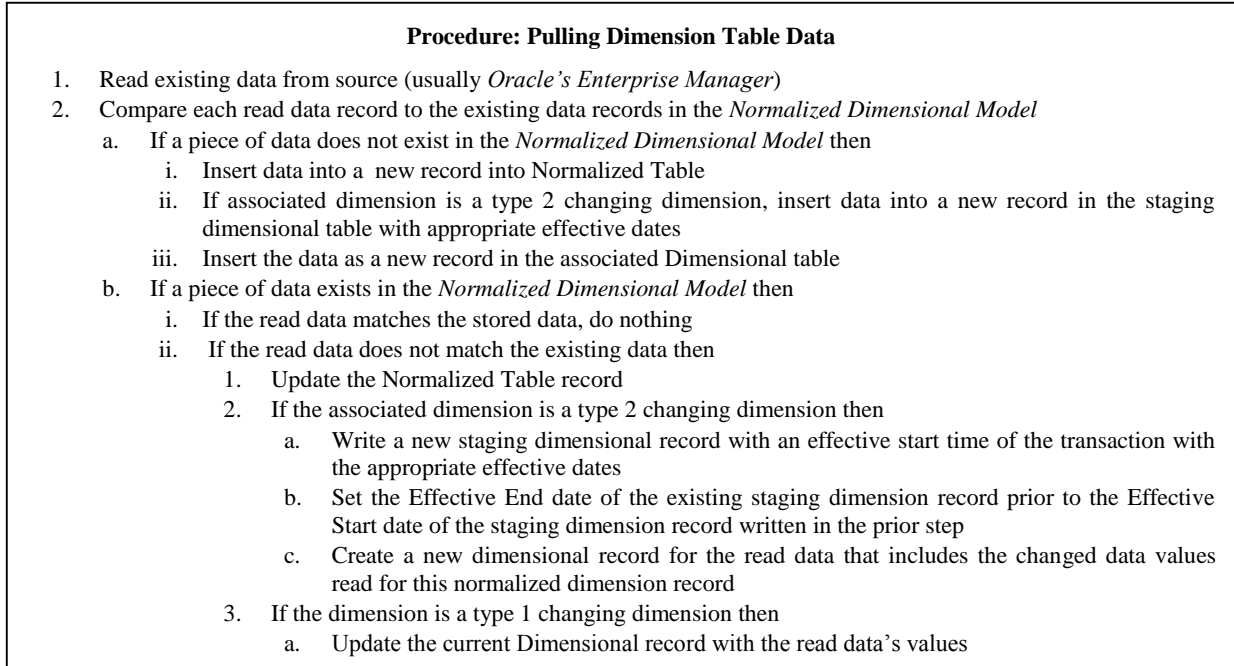 Procedure: Pulling Dimension Table Data
1. Read existing data from source (usually Oracle's Enterprise Manager)
2. Compare each read data record to the existing data records in the Normalized Dimensional Model
a. If a piece of data does not exist in the Normalized Dimensional Model then
i. Insert data into a new record into Normalized Table
ii. If associated dimension is a type 2 changing dimension, insert data into a new record in the staging
dimensional table with appropriate effective dates
iii. Insert the data as a new record in the associated Dimensional table
b. If a piece of data exists in the Normalized Dimensional Model then
i. If the read data matches the stored data, do nothing
ii. If the read data does not match the existing data then
1. Update the Normalized Table record
2. If the associated dimension is a type 2 changing dimension then
a. Write a new staging dimensional record with an effective start time of the transaction with
the appropriate effective dates
b. Set the Effective End date of the existing staging dimension record prior to the Effective
Start date of the staging dimension record written in the prior step
c. Create a new dimensional record for the read data that includes the changed data values
read for this normalized dimension record
3. If the dimension is a type 1 changing dimension then
a. Update the current Dimensional record with the read data's values